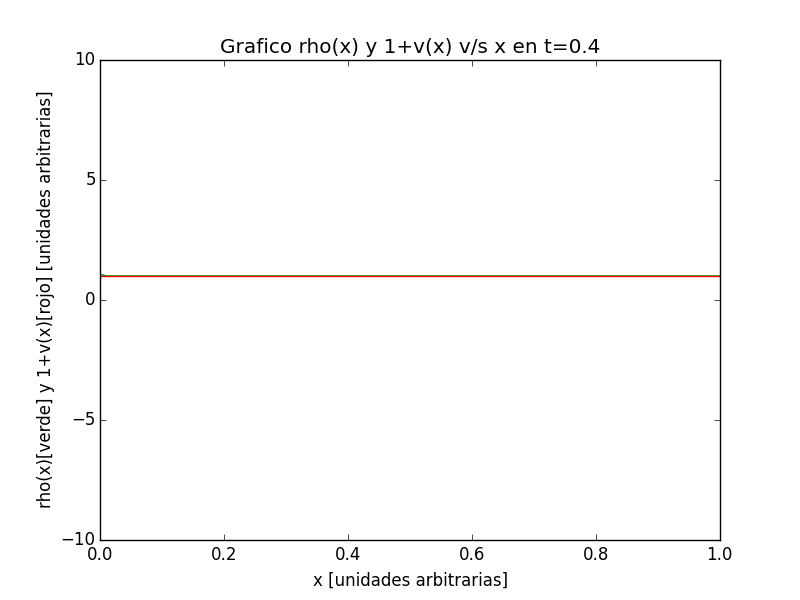 Grafico rho(x) y 1+v(x) v/s x en t=0.4
10
5
0
−5
−10
rho(x)[verde] y 1+v(x)[rojo] [unidades arbitrarias]
0.0 0.2 0.4 0.6 0.8 1.0
x [unidades arbitrarias]